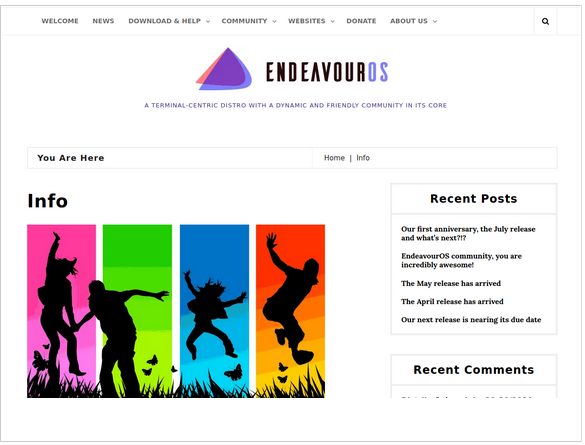 WELCOME NEWS DOWNLOAD & HELP COMMUNITY WEBSITES DONATE ABOUT US
ENDEAVOUROS
A TERMINAL-CENTRIC DISTRO WITH A DYNAMIC AND FRIENDLY COMMUNITY IN ITS CORE
You Are Here
Home | Info
Info
Recent Posts
Our first anniversary, the July release
and what's next?!?
EndeavourOS community, you are
incredibly awesome!
The May release has arrived
The April release has arrived
Our next release is nearing its due date
Recent Comments